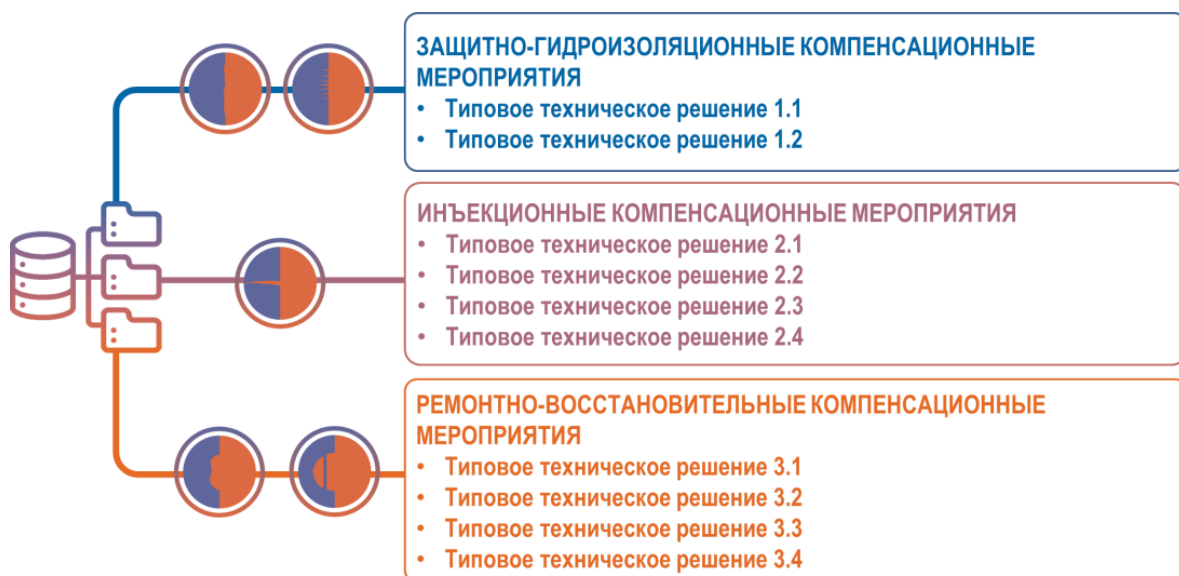 ЗАЩИТНО-ГИДРОИЗОЛЯЦИОННЫЕ КОМПЕНСАЦИОННЫЕ
МЕРОПРИЯТИЯ
• Типовое техническое решение 1.1
• Типовое техническое решение 1.2
ИНЪЕКЦИОННЫЕ КОМПЕНСАЦИОННЫЕ МЕРОПРИЯТИЯ
• Типовое техническое решение 2.1
• Типовое техническое решение 2.2
• Типовое техническое решение 2.3
• Типовое техническое решение 2.4
РЕМОНТНО-ВОССТАНОВИТЕЛЬНЫЕ КОМПЕНСАЦИОННЫЕ
МЕРОПРИЯТИЯ
• Типовое техническое решение 3.1
• Типовое техническое решение 3.2
• Типовое техническое решение 3.3
• Типовое техническое решение 3.4